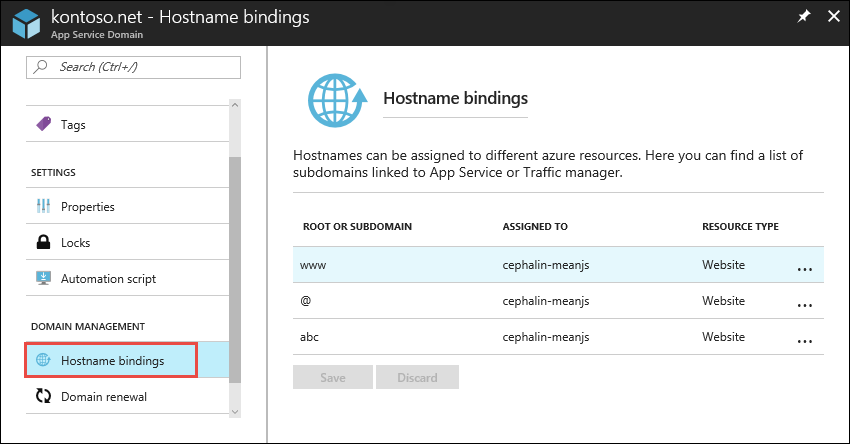 kontoso.net - Hostname bindings
App Service Domain
Search (Ctrl+/)
Tags
SETTINGS
Properties
Locks
Automation script
DOMAIN MANAGEMENT
Hostname bindings
Domain renewal
Hostname bindings
Hostnames can be assigned to different azure resources. Here you can find a list of
subdomains linked to App Service or Traffic manager.
ROOT OR SUBDOMAIN ASSIGNED TO RESOURCE TYPE
www cephalin-meanjs Website ...
@ cephalin-meanjs Website ...
abc cephalin-meanjs Website ...
Save Discard